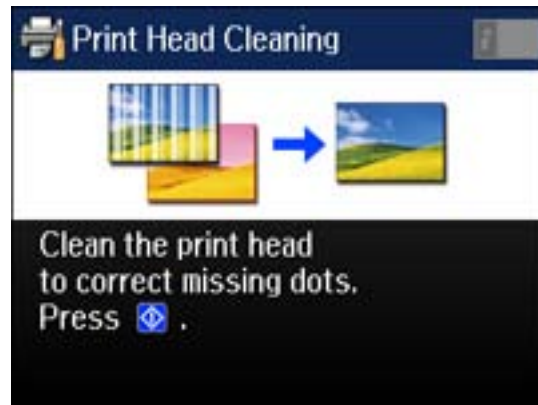 Print Head Cleaning
Clean the print head
to correct missing dots.
Press .